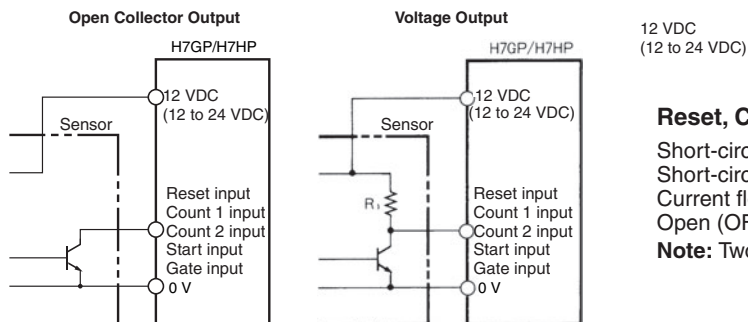 Open Collector Output
H7GP/H7HP
12 VDC
(12 to 24 VDC)
Sensor
Reset input
Count 1 input
Count 2 input
Start input
Gate input
0 V
Voltage Output
H7GP/H7HP
12 VDC
(12 to 24 VDC)
Sensor
R₁
Reset input
Count 1 input
Count 2 input
Start input
Gate input
0 V
12 VDC
(12 to 24 VDC)
Reset, C
Short-circ
Short-circ
Current fl
Open (OF
Note: Two